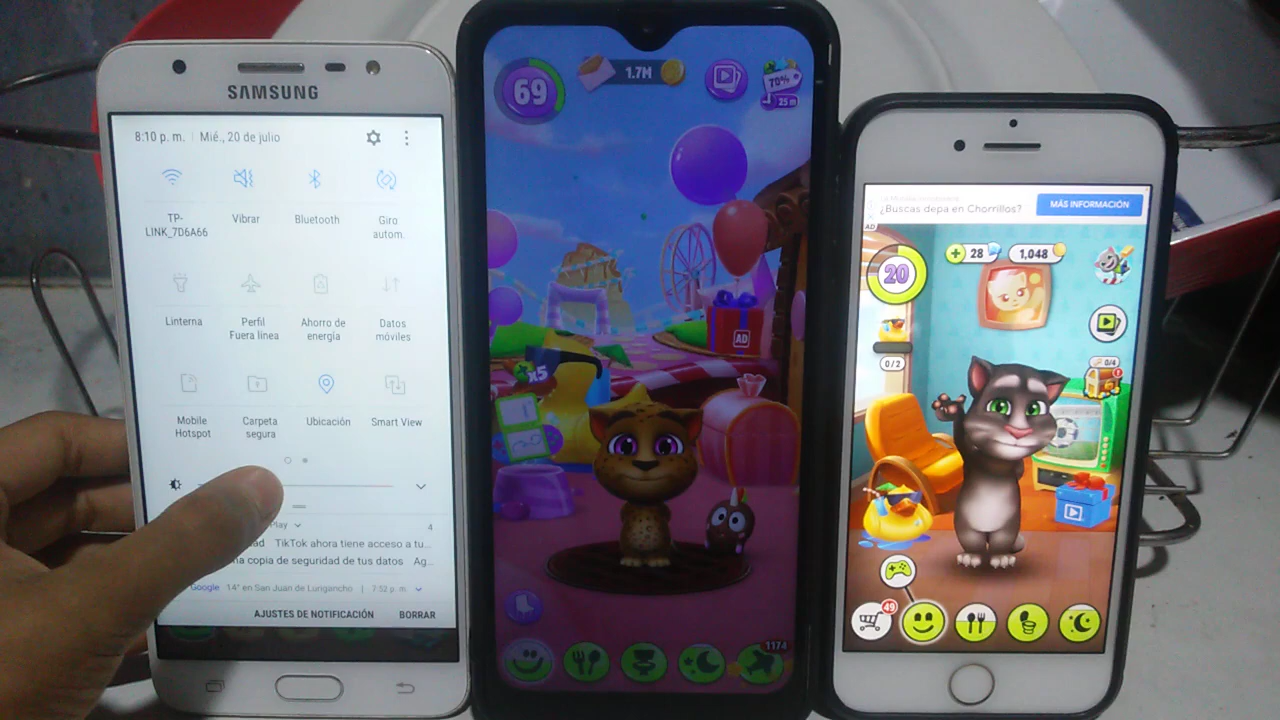 SAMSUNG
8:10 p. m. | Mié., 20 de julio
TP-
LINK_7D6A66
Vibrar
Bluetooth
Giro
autom.
Linterna
Perfil
Fuera línea
Ahorro de
energía
Datos
móviles
Mobile
Hotspot
Carpeta
segura
Ubicación
Smart View
Play
4
TikTok ahora tiene acceso a tu...
copia de seguridad de tus datos Ag...
Google 14° en San Juan de Lurigancho | 7:52 p. m.
AJUSTES DE NOTIFICACIÓN BORRAR
69
1.7M
70%
25 m
AD
x5
1174
¿Buscas depa en Chorrillos?
MÁS INFORMACIÓN
AD
20
28
1,048
0/2
0/4
49